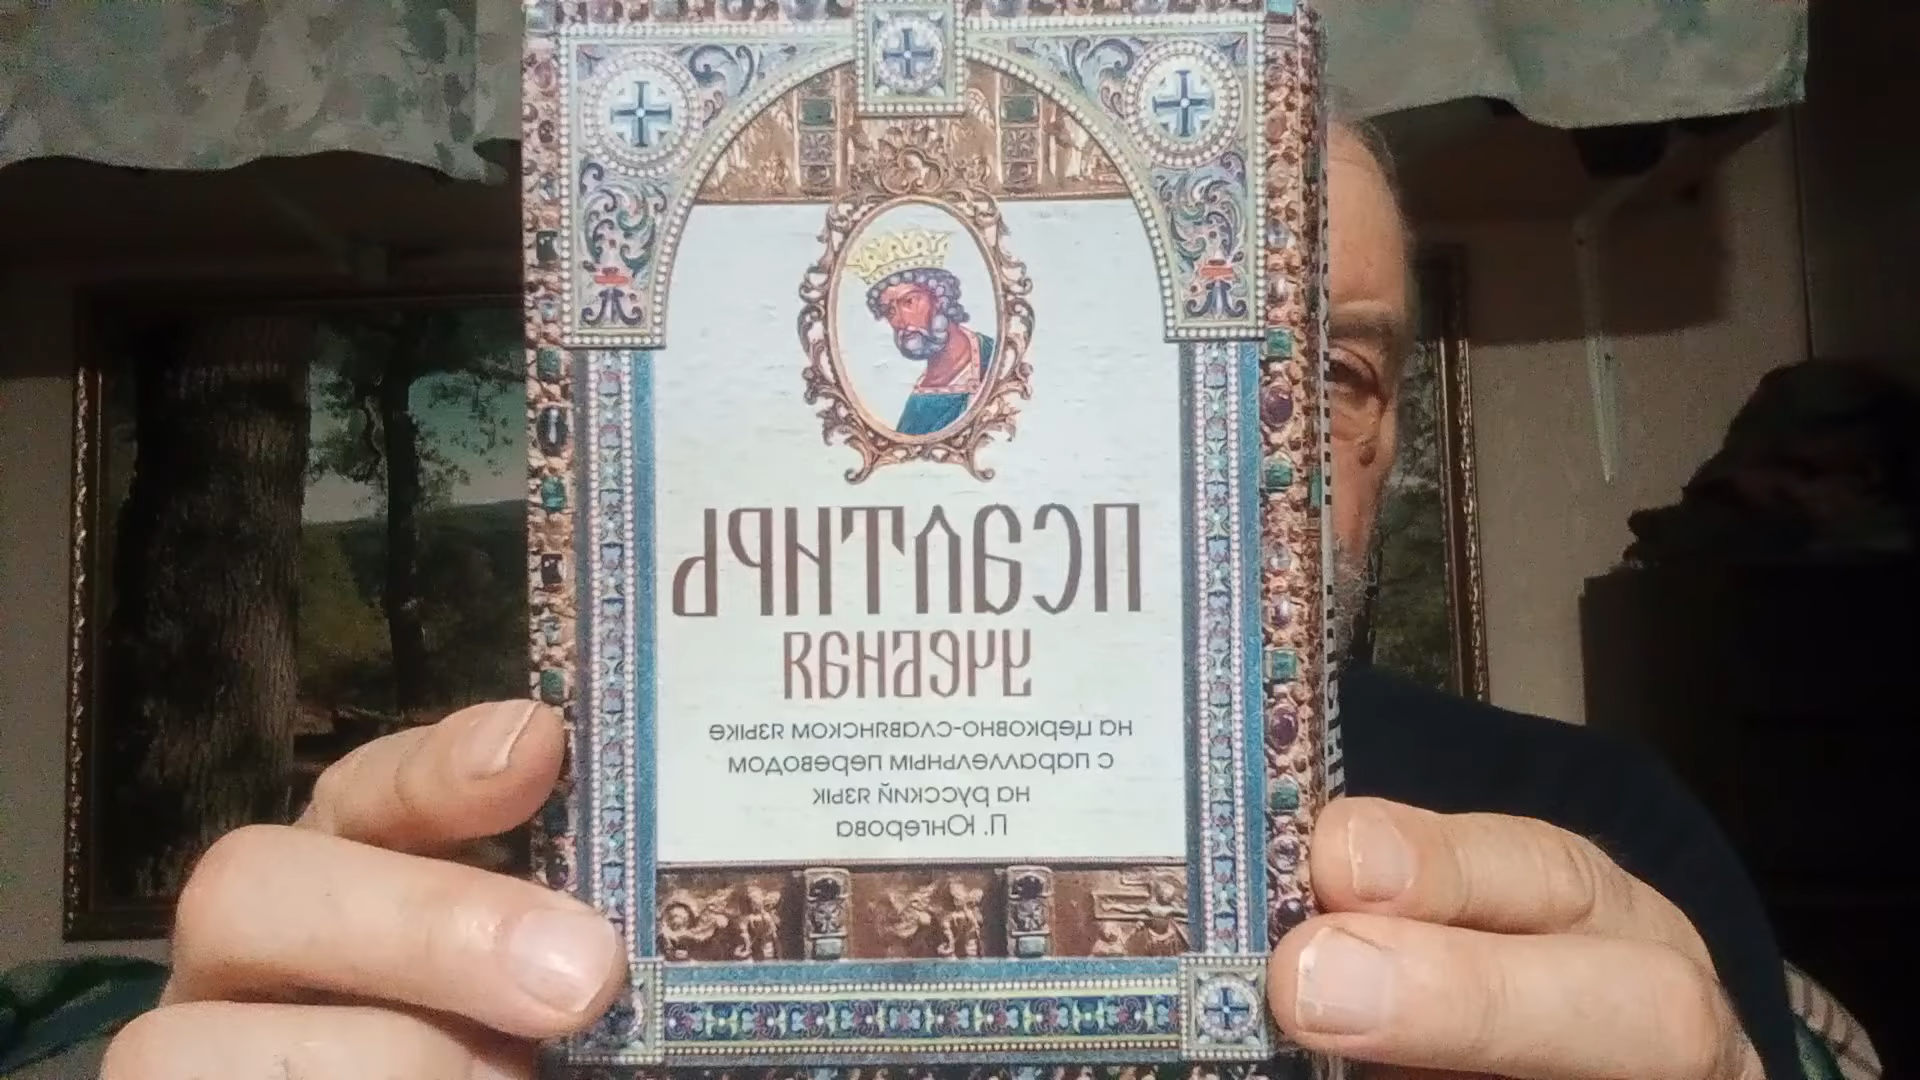 ПСАЛТИРЬ
УЧЕБНАЯ
на церковно-славянском языке
с параллельным переводом
на русский язык
П. Юнгерова